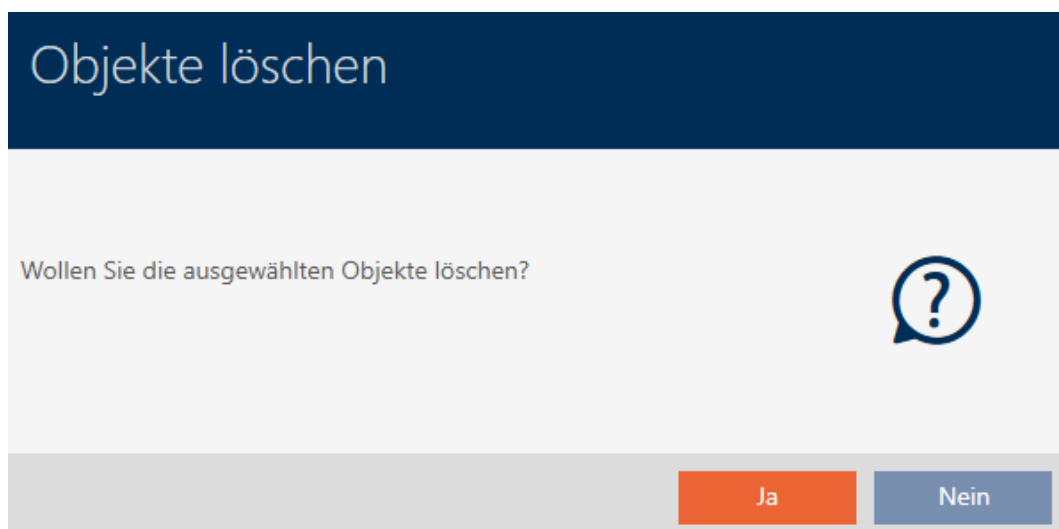 Objekte löschen
Wollen Sie die ausgewählten Objekte löschen?
?
Ja
Nein